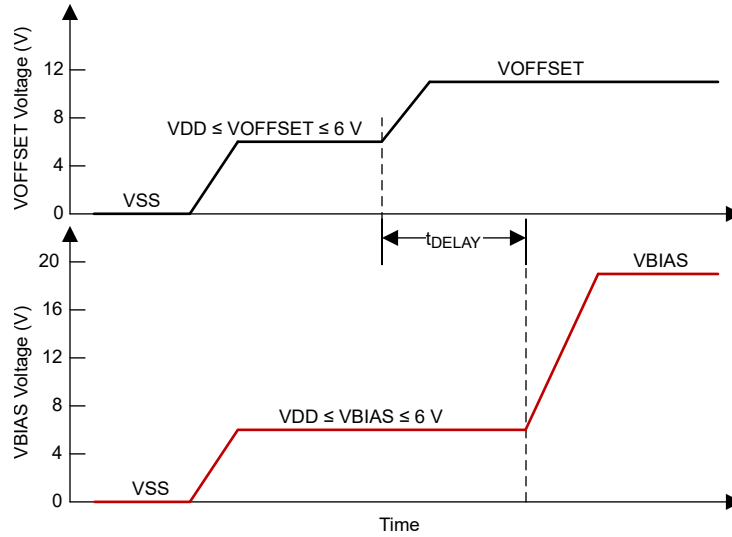 VOFFSET Voltage (V)
12
8
4
0
VSS
VDD ≤ VOFFSET ≤ 6 V
VOFFSET
tDELAY
VBIAS Voltage (V)
20
16
12
8
4
0
VSS
VDD ≤ VBIAS ≤ 6 V
VBIAS
Time